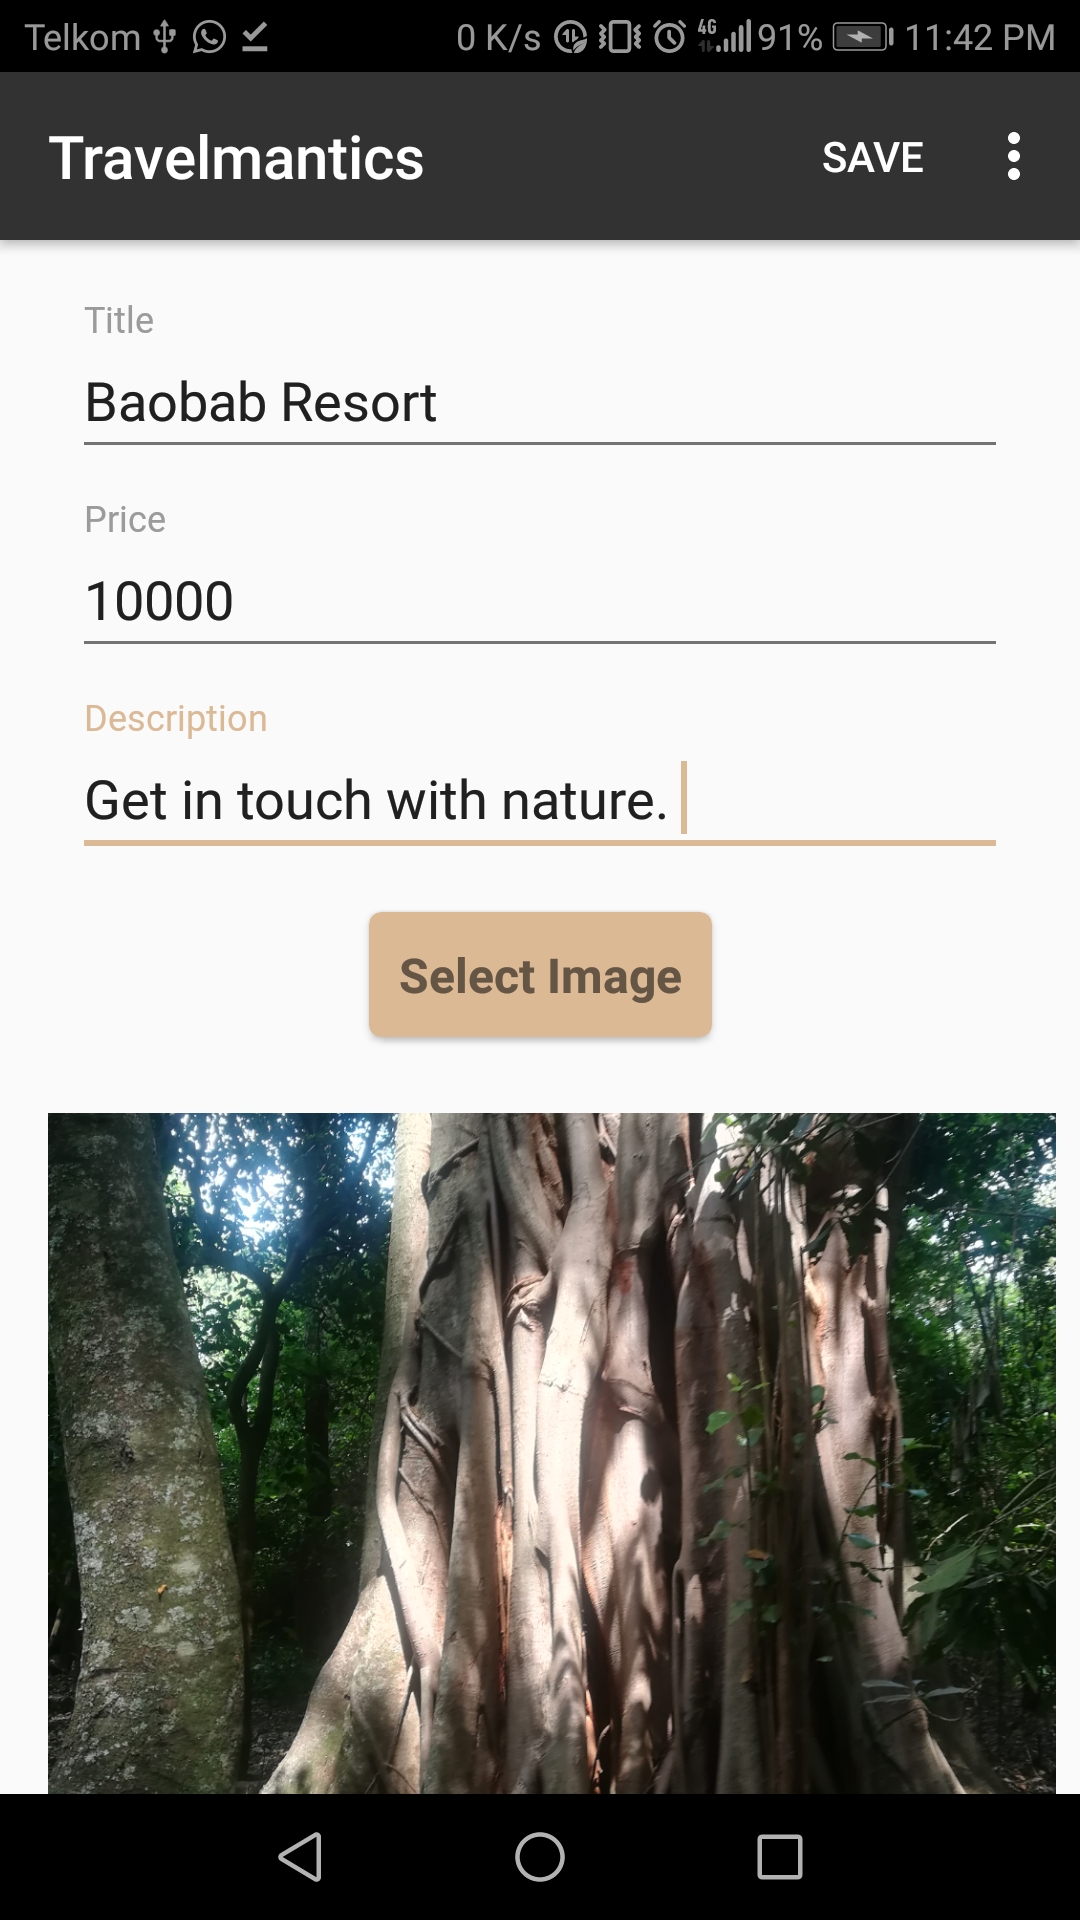 Telkom 0 K/s 4G 91% 11:42 PM
Travelmantics SAVE
Title
Baobab Resort
Price
10000
Description
Get in touch with nature.
Select Image